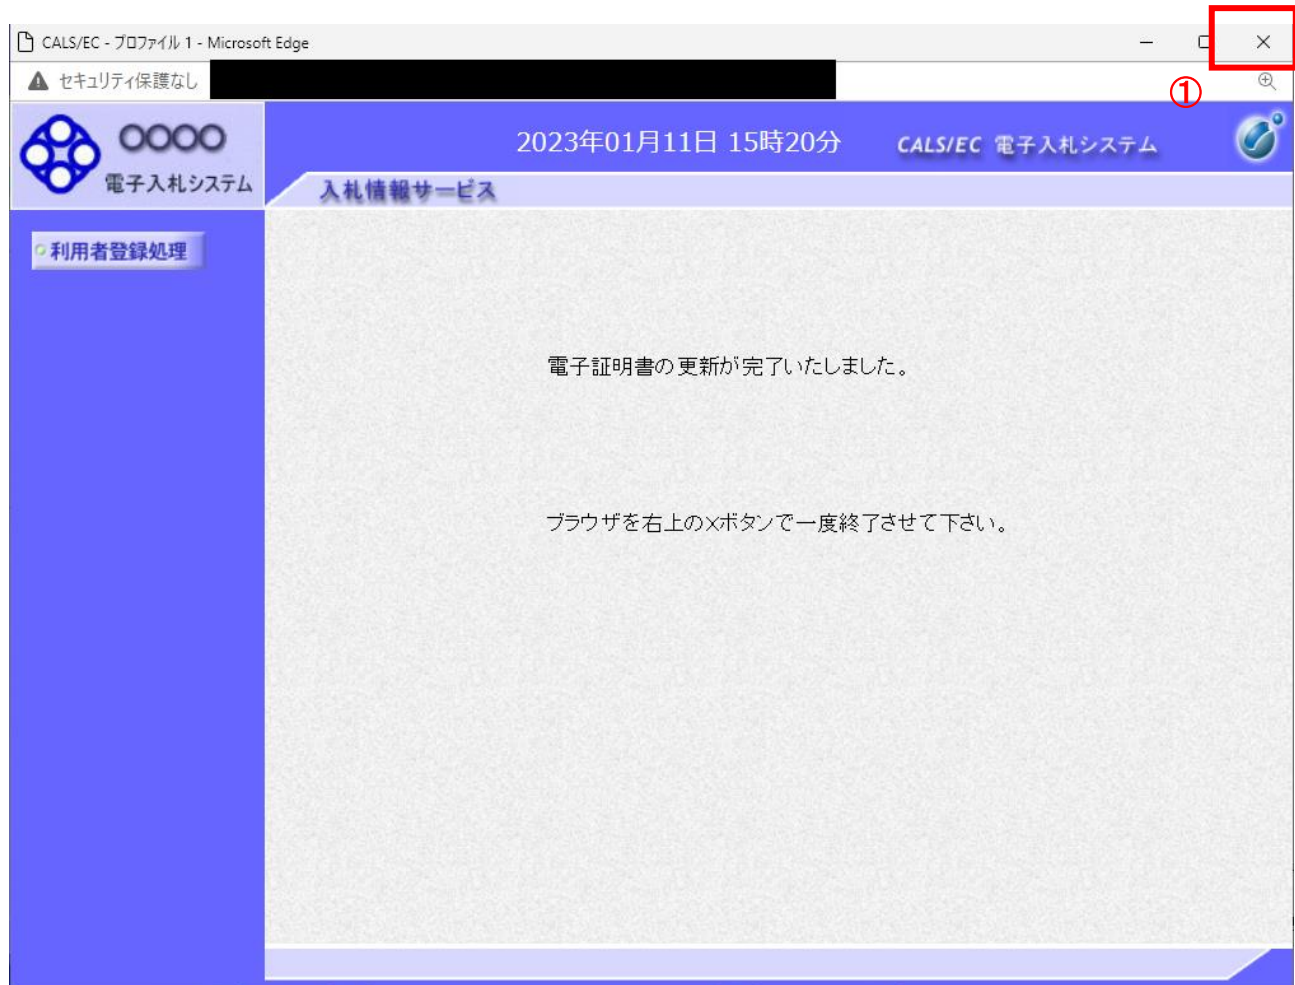 CALS/EC - プロファイル 1 - Microsoft Edge
①
セキュリティ保護なし
〇〇〇〇
電子入札システム
2023年01月11日 15時20分
CALS/EC 電子入札システム
入札情報サービス
利用者登録処理
電子証明書の更新が完了いたしました。
ブラウザを右上の×ボタンで一度終了させて下さい。